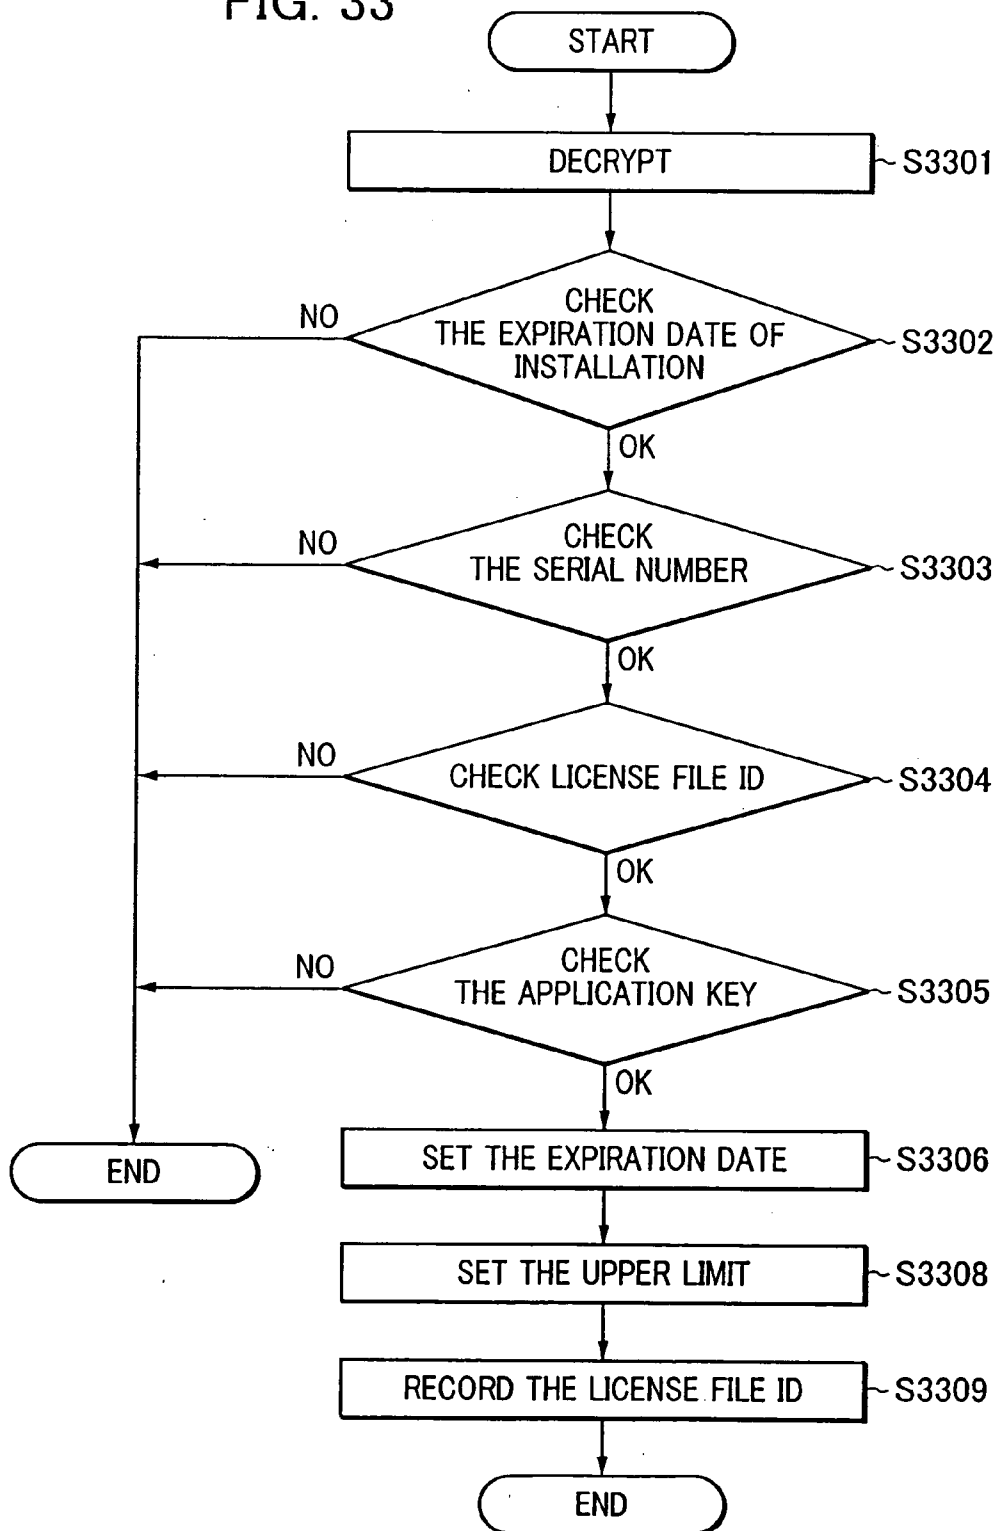 FIG. 33
START
DECRYPT
S3301
CHECK
THE EXPIRATION DATE OF
INSTALLATION
S3302
NO
OK
CHECK
THE SERIAL NUMBER
S3303
NO
OK
CHECK LICENSE FILE ID
S3304
NO
OK
CHECK
THE APPLICATION KEY
S3305
NO
OK
END
SET THE EXPIRATION DATE
S3306
SET THE UPPER LIMIT
S3308
RECORD THE LICENSE FILE ID
S3309
END